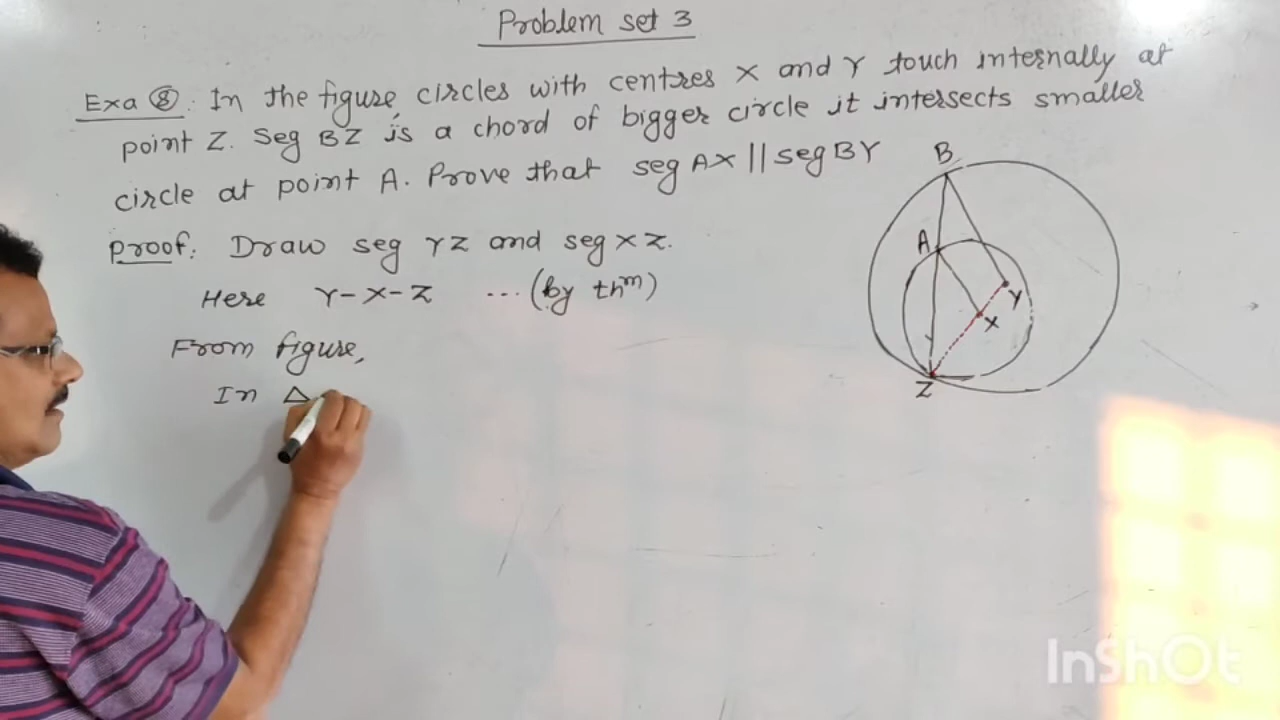 Problem set 3
Exa ⑧. In the figure, circles with centres X and Y touch internally at
point Z. Seg BZ is a chord of bigger circle it intersects smaller
circle at point A. Prove that seg AX || seg BY
Proof: Draw seg YZ and seg XZ.
Here Y-X-Z ... (by thm)
From figure,
In △
B
A
Y
X
Z
InShOt